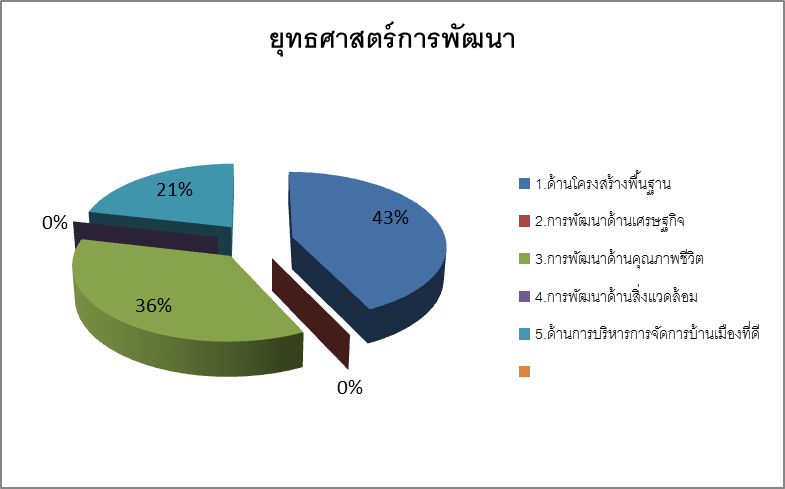 ยุทธศาสตร์การพัฒนา
21%
43%
0%
36%
0%
1.ด้านโครงสร้างพื้นฐาน
2.การพัฒนาด้านเศรษฐกิจ
3.การพัฒนาด้านคุณภาพชีวิต
4.การพัฒนาด้านสิ่งแวดล้อม
5.ด้านการบริหารการจัดการบ้านเมืองที่ดี